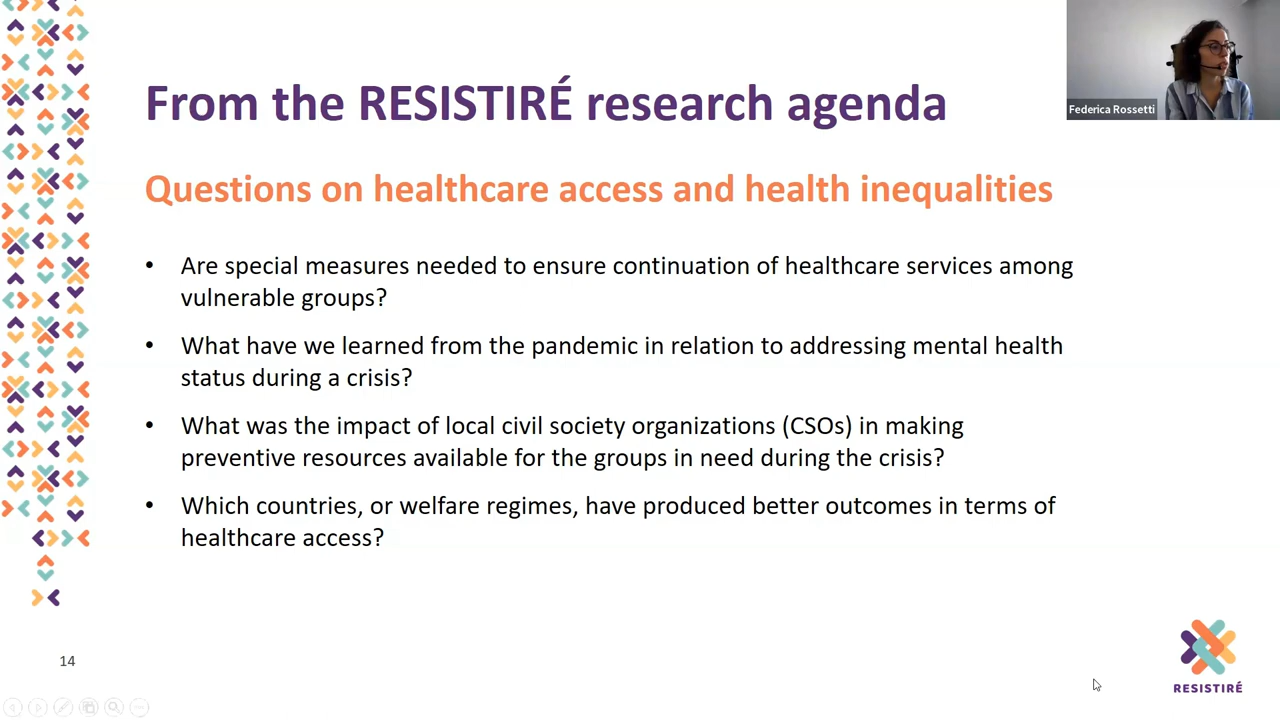 From the RESISTIRÉ research agenda
Federica Rossetti
Questions on healthcare access and health inequalities
• Are special measures needed to ensure continuation of healthcare services among
vulnerable groups?
• What have we learned from the pandemic in relation to addressing mental health
status during a crisis?
• What was the impact of local civil society organizations (CSOs) in making
preventive resources available for the groups in need during the crisis?
• Which countries, or welfare regimes, have produced better outcomes in terms of
healthcare access?
14
RESISTIRÉ